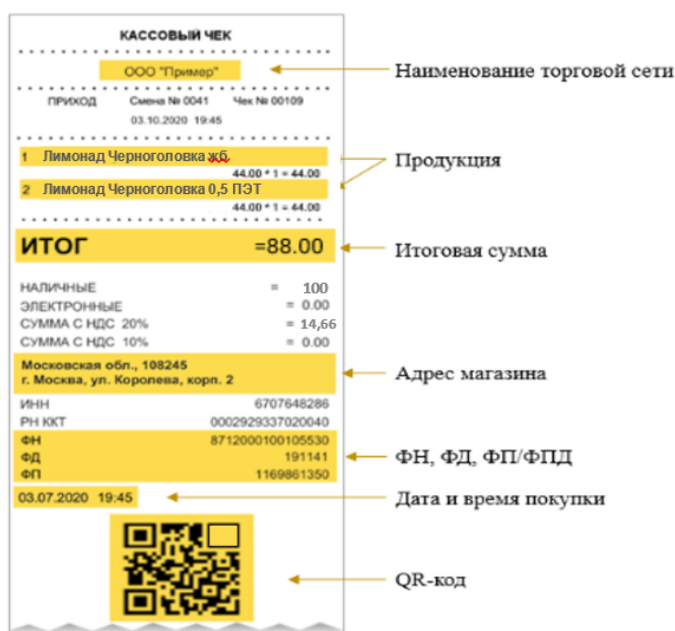 КАССОВЫЙ ЧЕК
ООО "Пример"
Наименование торговой сети
ПРИХОД Смена № 0041 Чек № 00109
03.10.2020 19:45
1 Лимонад Черноголовка жб
Продукция
44.00 * 1 = 44.00
2 Лимонад Черноголовка 0,5 ПЭТ
44.00 * 1 = 44.00
ИТОГ =88.00
Итоговая сумма
НАЛИЧНЫЕ = 100
ЭЛЕКТРОННЫЕ = 0.00
СУММА С НДС 20% = 14,66
СУММА С НДС 10% = 0.00
Московская обл., 108245
г. Москва, ул. Королева, корп. 2
Адрес магазина
ИНН 6707648286
РН ККТ 0002929337020040
ФН 8712000100105530
ФД 191141
ФН, ФД, ФП/ФПД
ФП 1169861350
03.07.2020 19:45
Дата и время покупки
QR-код